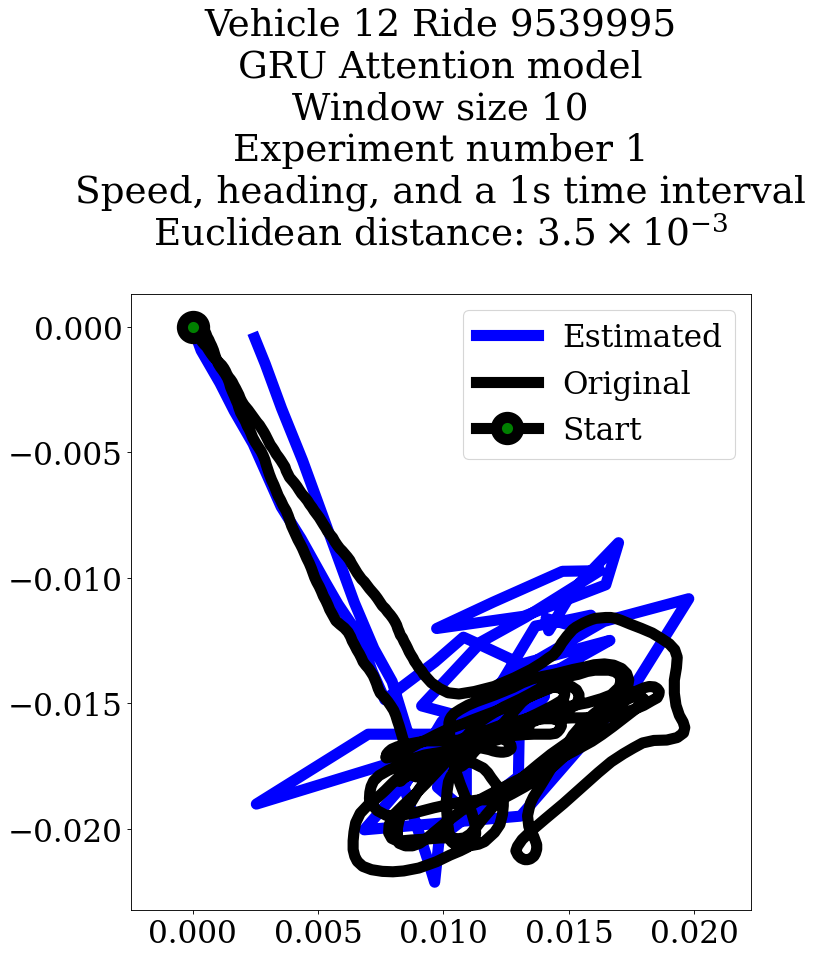 Vehicle 12 Ride 9539995
GRU Attention model
Window size 10
Experiment number 1
Speed, heading, and a 1s time interval
Euclidean distance: 3.5 × 10⁻³
Estimated
Original
Start
0.000
−0.005
−0.010
−0.015
−0.020
0.000 0.005 0.010 0.015 0.020